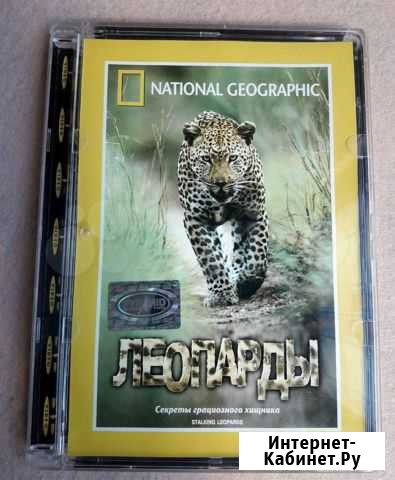 NATIONAL GEOGRAPHIC
ЛЕОПАРДЫ
Секреты грациозного хищника
STALKING LEOPARDS
Интернет-
Кабинет.Ру